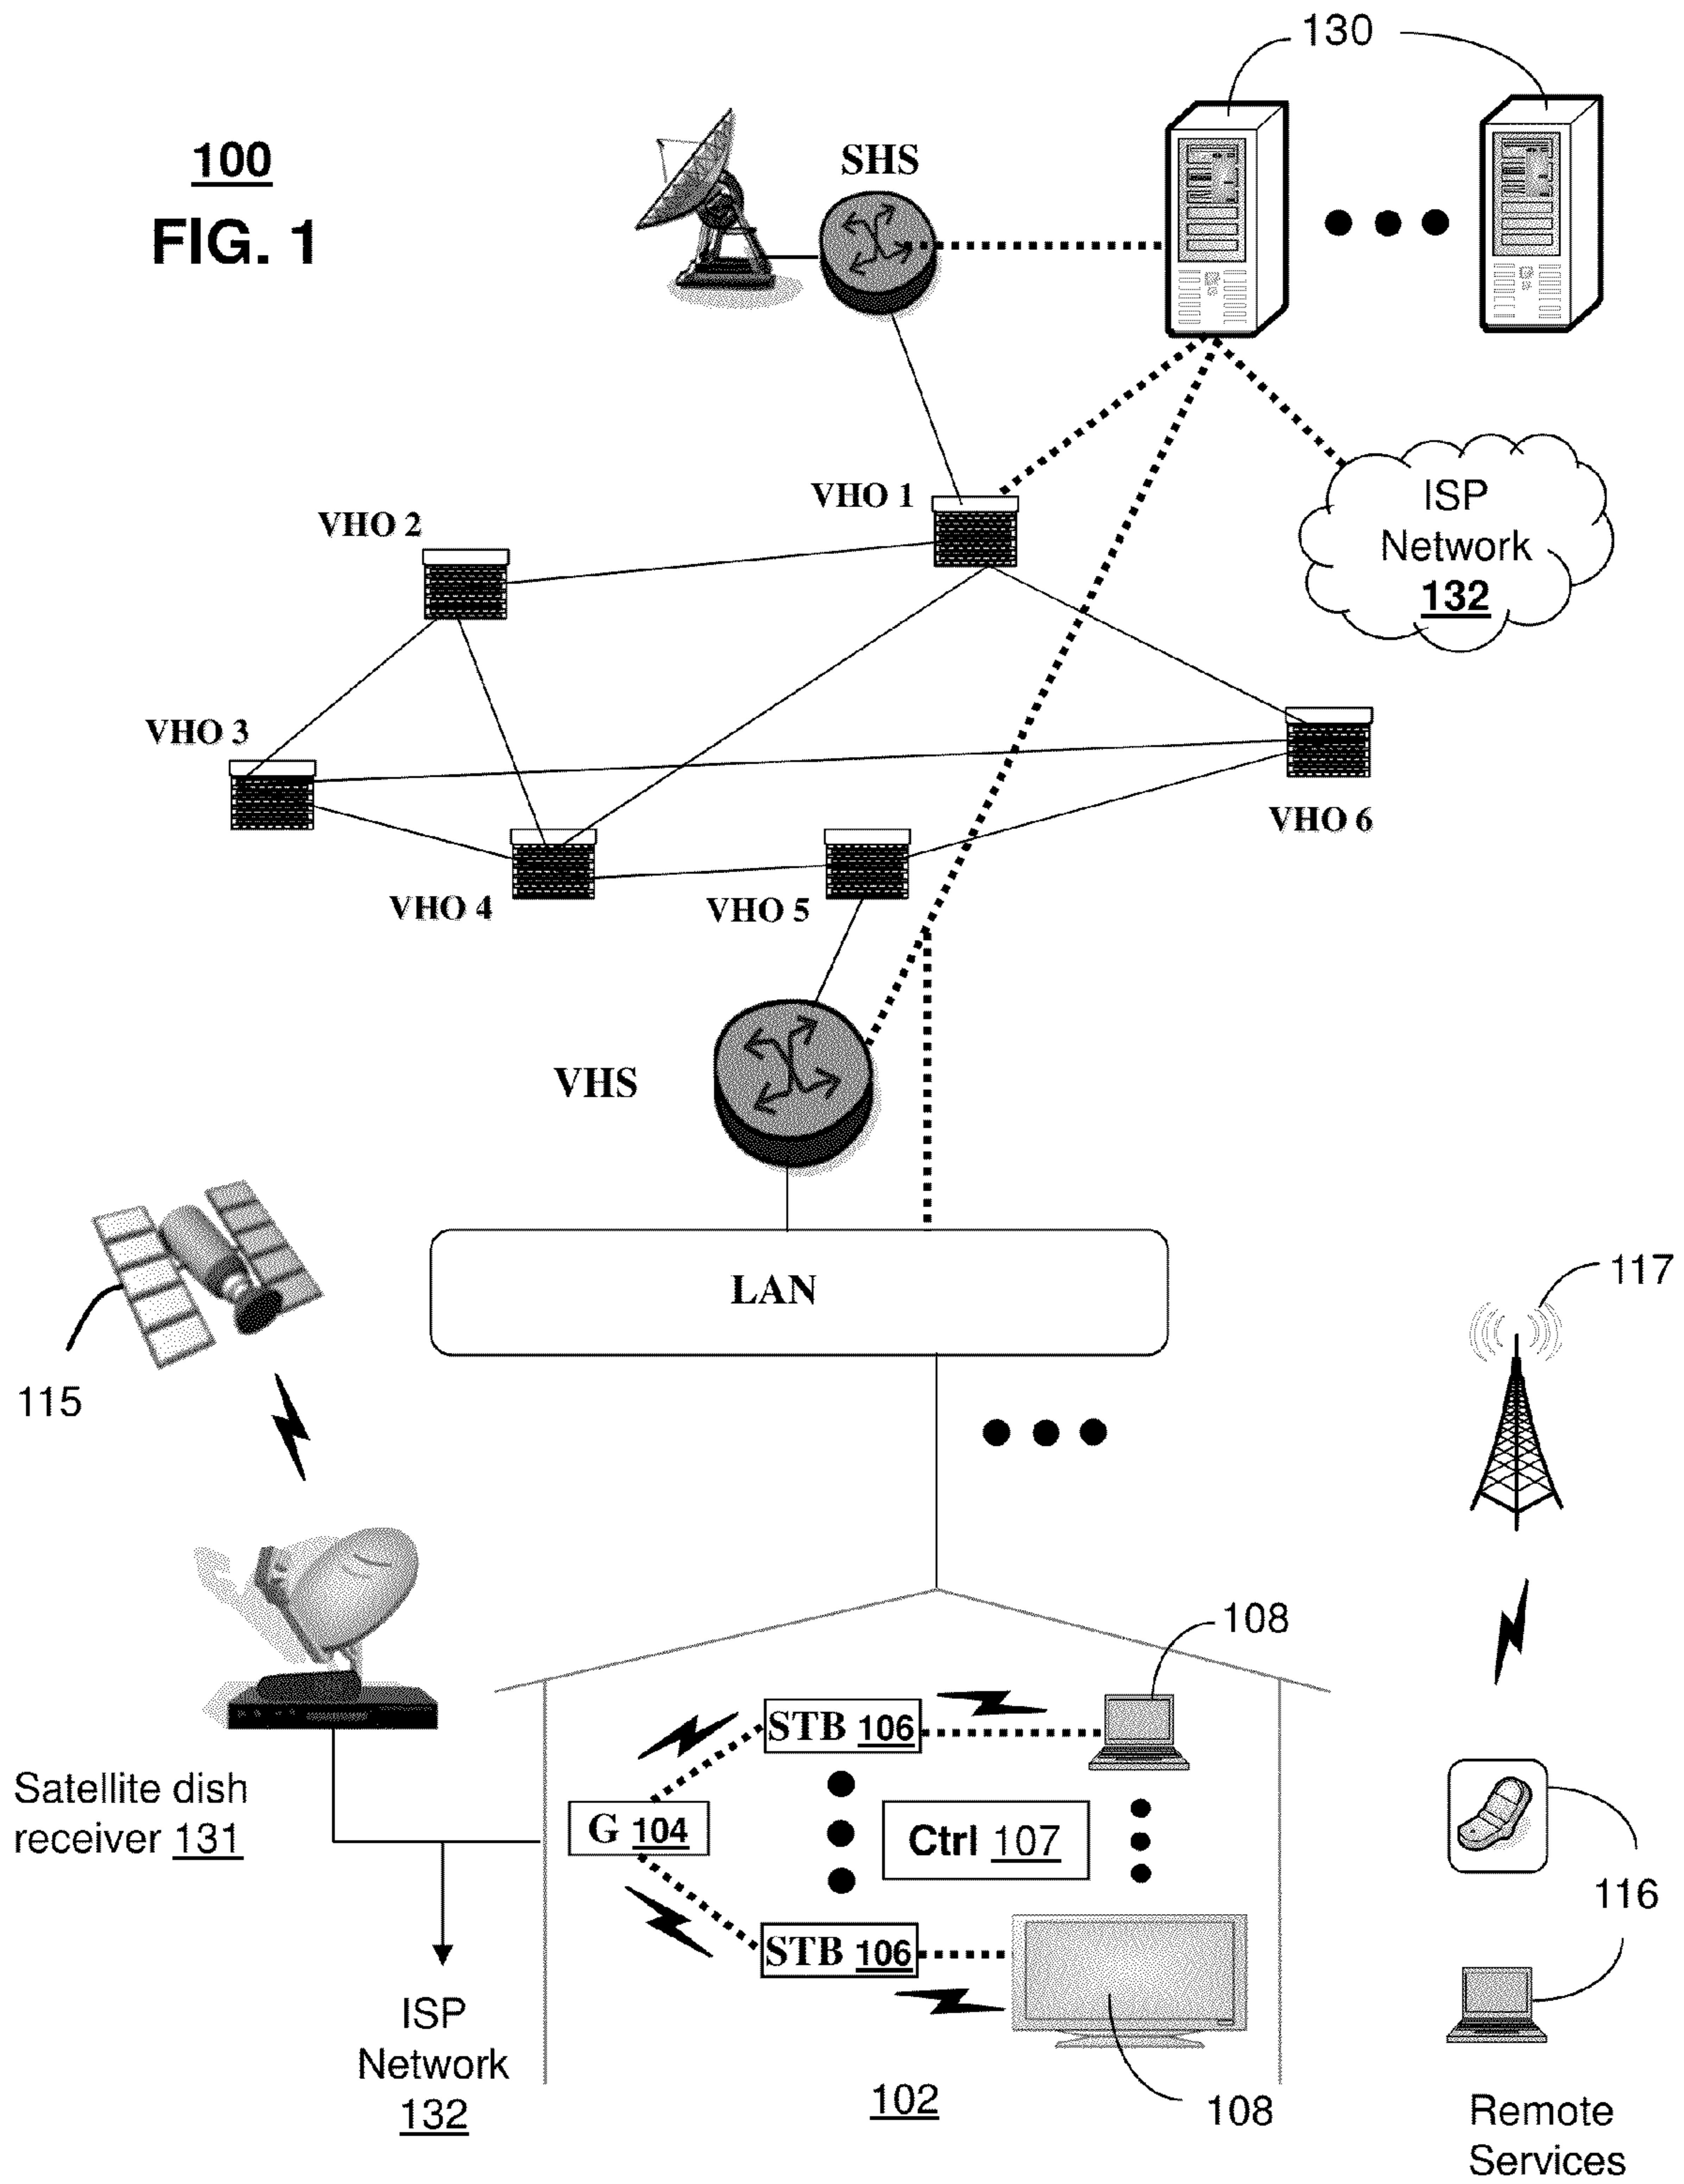 130
100
FIG. 1
SHS
VHO 1
VHO 2
ISP
Network
132
VHO 3
VHO 6
VHO 4
VHO 5
VHS
LAN
117
115
108
STB 106
Satellite dish
receiver 131
G 104
Ctrl 107
116
STB 106
ISP
Network
132
102
108
Remote
Services